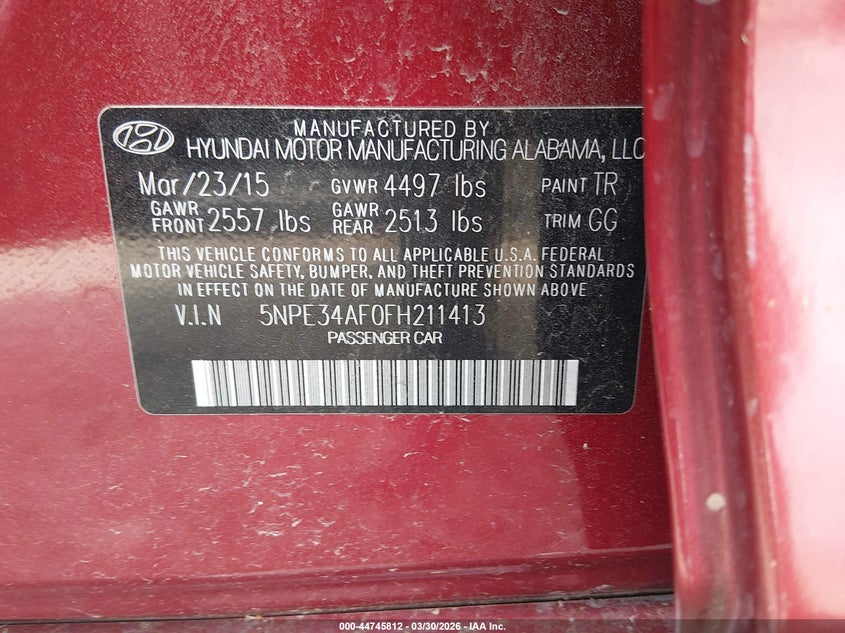 MANUFACTURED BY
HYUNDAI MOTOR MANUFACTURING ALABAMA, LLC
Mar/23/15 GVWR 4497 lbs PAINT TR
GAWR FRONT 2557 lbs GAWR REAR 2513 lbs TRIM GG
THIS VEHICLE CONFORMS TO ALL APPLICABLE U.S.A. FEDERAL
MOTOR VEHICLE SAFETY, BUMPER, AND THEFT PREVENTION STANDARDS
IN EFFECT ON THE DATE OF MANUFACTURE SHOWN ABOVE.
V.I.N 5NPE34AF0FH211413
PASSENGER CAR
000-44745812 - 03/30/2026 - IAA Inc.